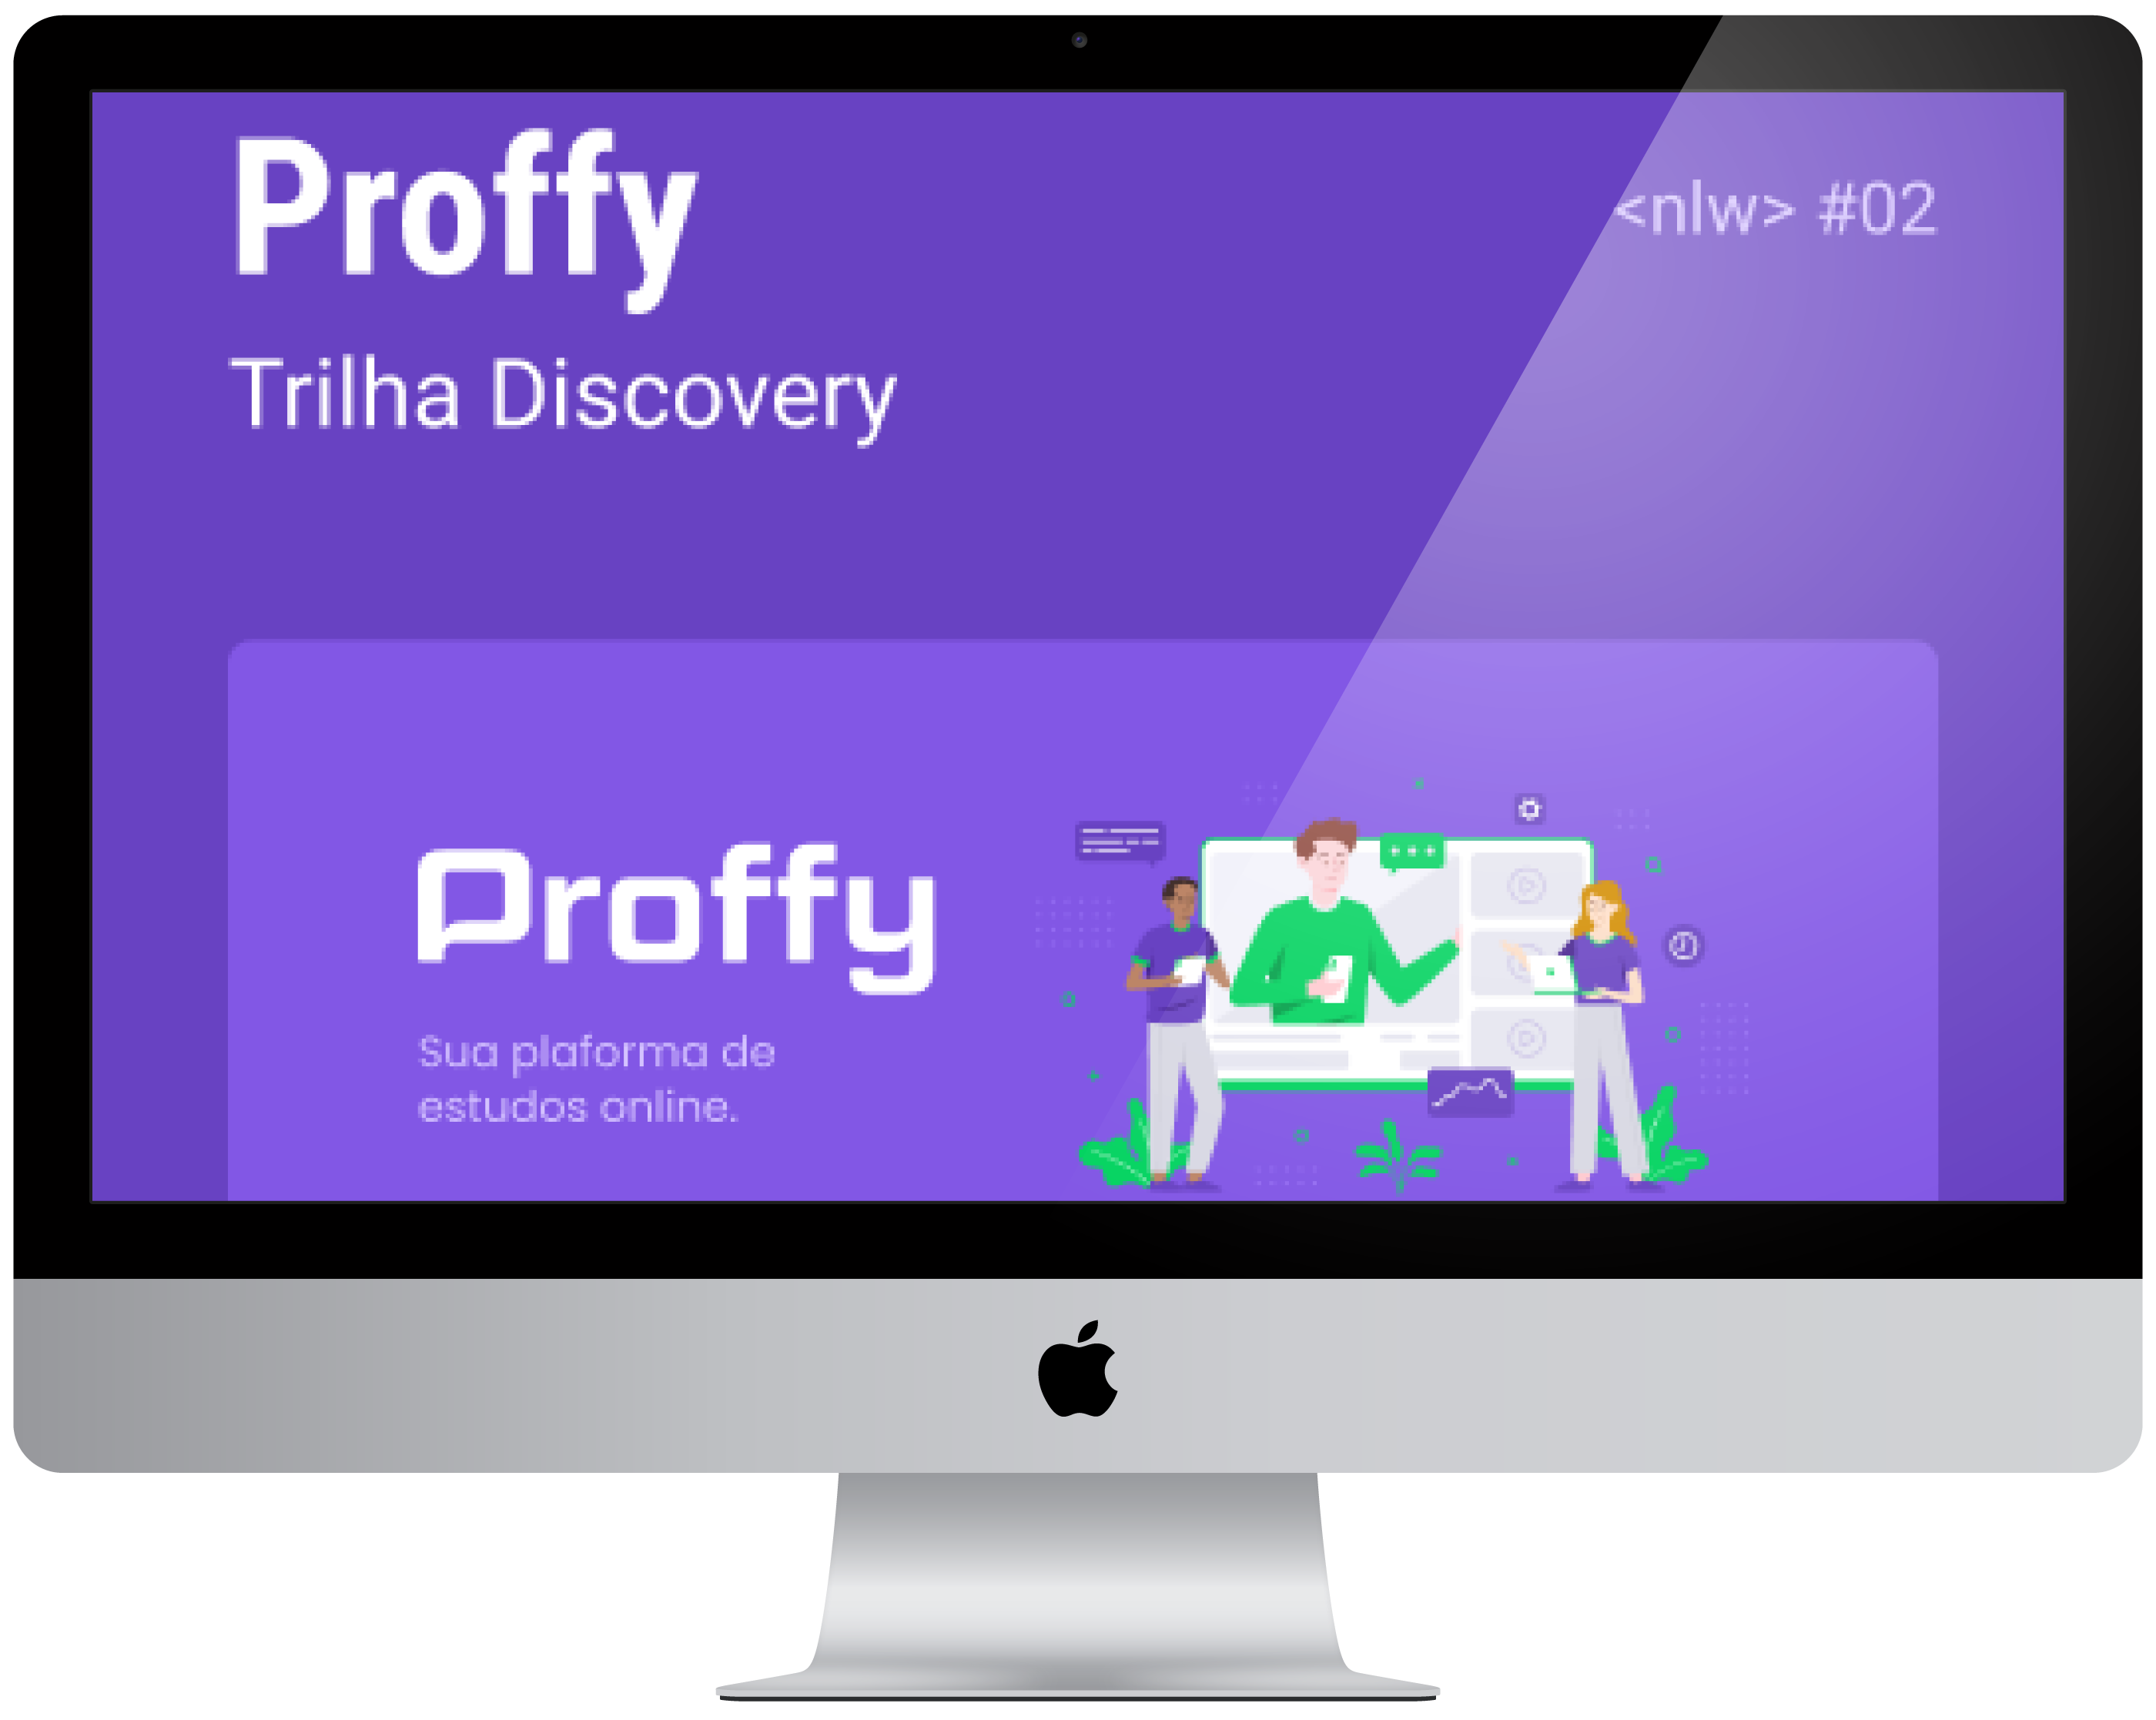 Proffy
<nlw> #02
Trilha Discovery
Proffy
Sua plaforma de
estudos online.